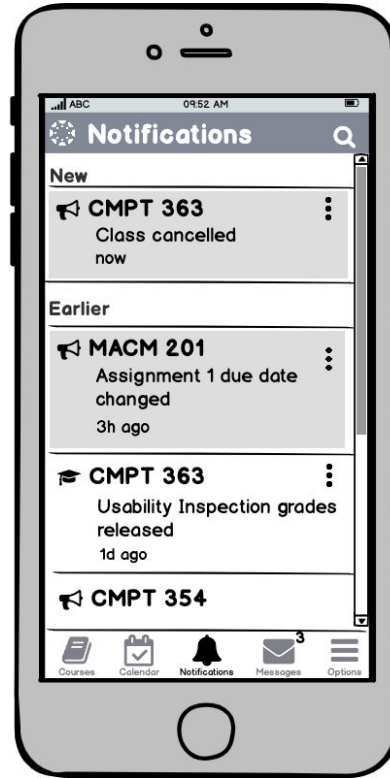 ABC 09:52 AM
Notifications
New
CMPT 363
Class cancelled
now
Earlier
MACM 201
Assignment 1 due date
changed
3h ago
CMPT 363
Usability Inspection grades
released
1d ago
CMPT 354
3
Courses Calendar Notifications Messages Options